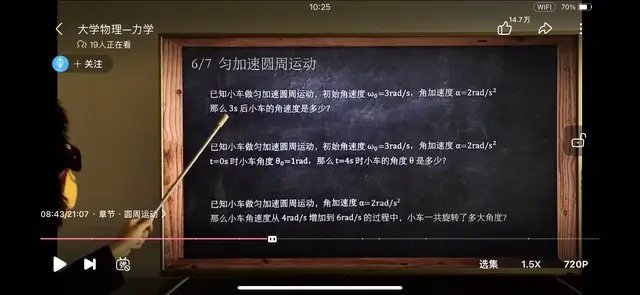 10:25
WIFI 70%
大学物理—力学
19人正在看
+ 关注
14.7万
6/7 匀加速圆周运动
已知小车做匀加速圆周运动，初始角速度 ω₀=3rad/s，角加速度 α=2rad/s²
那么 3s 后小车的角速度是多少？
已知小车做匀加速圆周运动，初始角速度 ω₀=3rad/s，角加速度 α=2rad/s²
t=0s 时小车角度 θ₀=1rad，那么 t=4s 时小车的角度 θ 是多少？
已知小车做匀加速圆周运动，角加速度 α=2rad/s²
那么小车角速度从 4rad/s 增加到 6rad/s 的过程中，小车一共旋转了多大角度？
08:43/21:07 · 章节 · 圆周运动
弹
选集
1.5X
720P